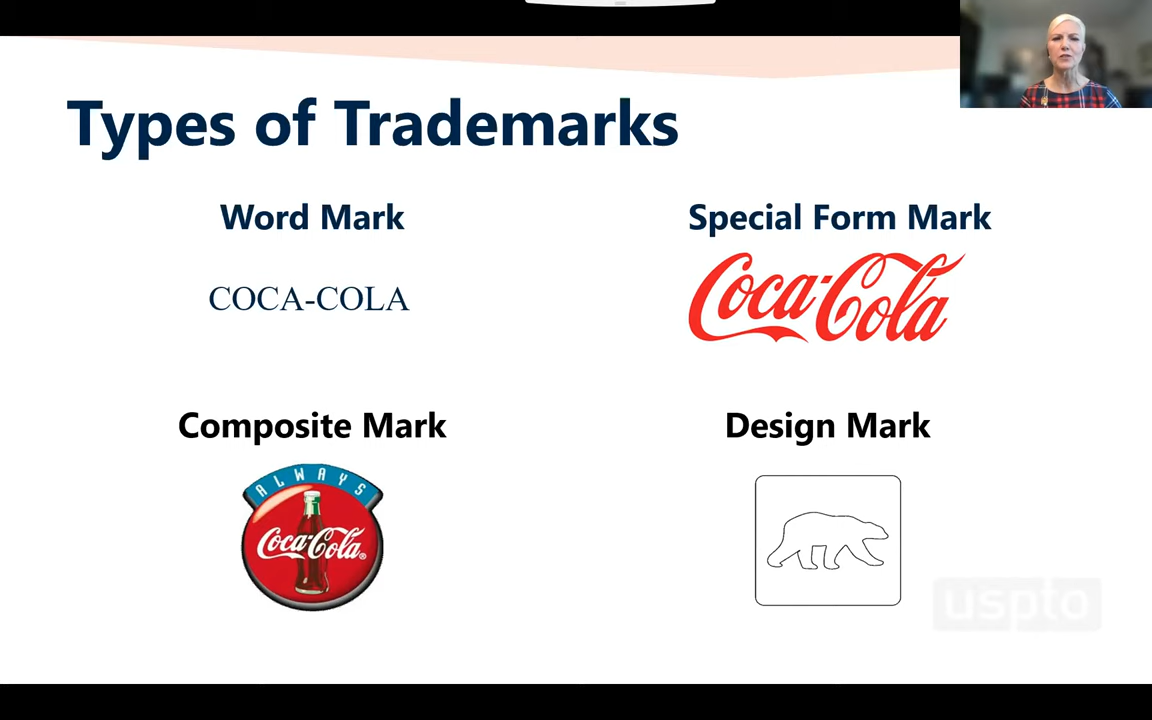 Types of Trademarks
Word Mark
Special Form Mark
COCA-COLA
Coca-Cola
Composite Mark
Design Mark
ALWAYS
Coca-Cola®
uspto